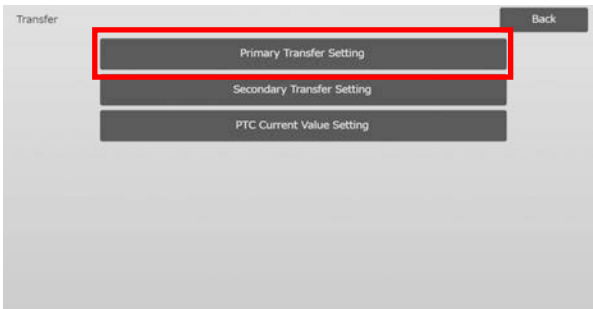 Transfer
Back
Primary Transfer Setting
Secondary Transfer Setting
PTC Current Value Setting